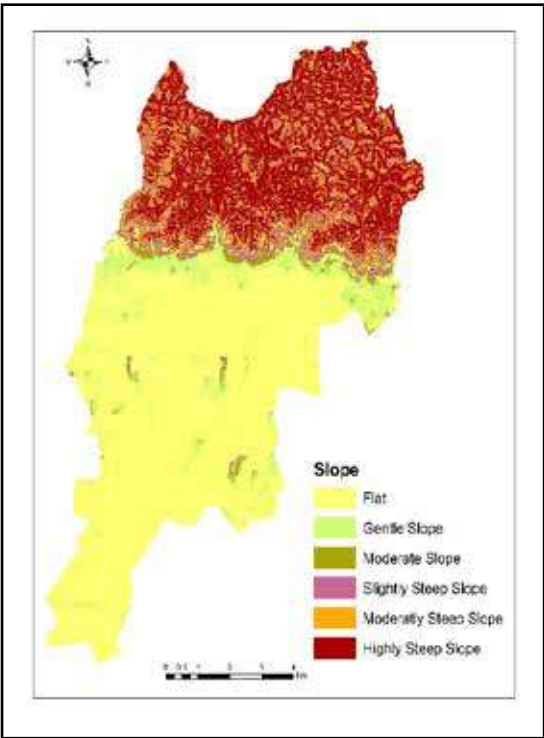 Slope
Flat
Gentle Slope
Moderate Slope
Slightly Steep Slope
Moderatly Steep Slope
Highly Steep Slope